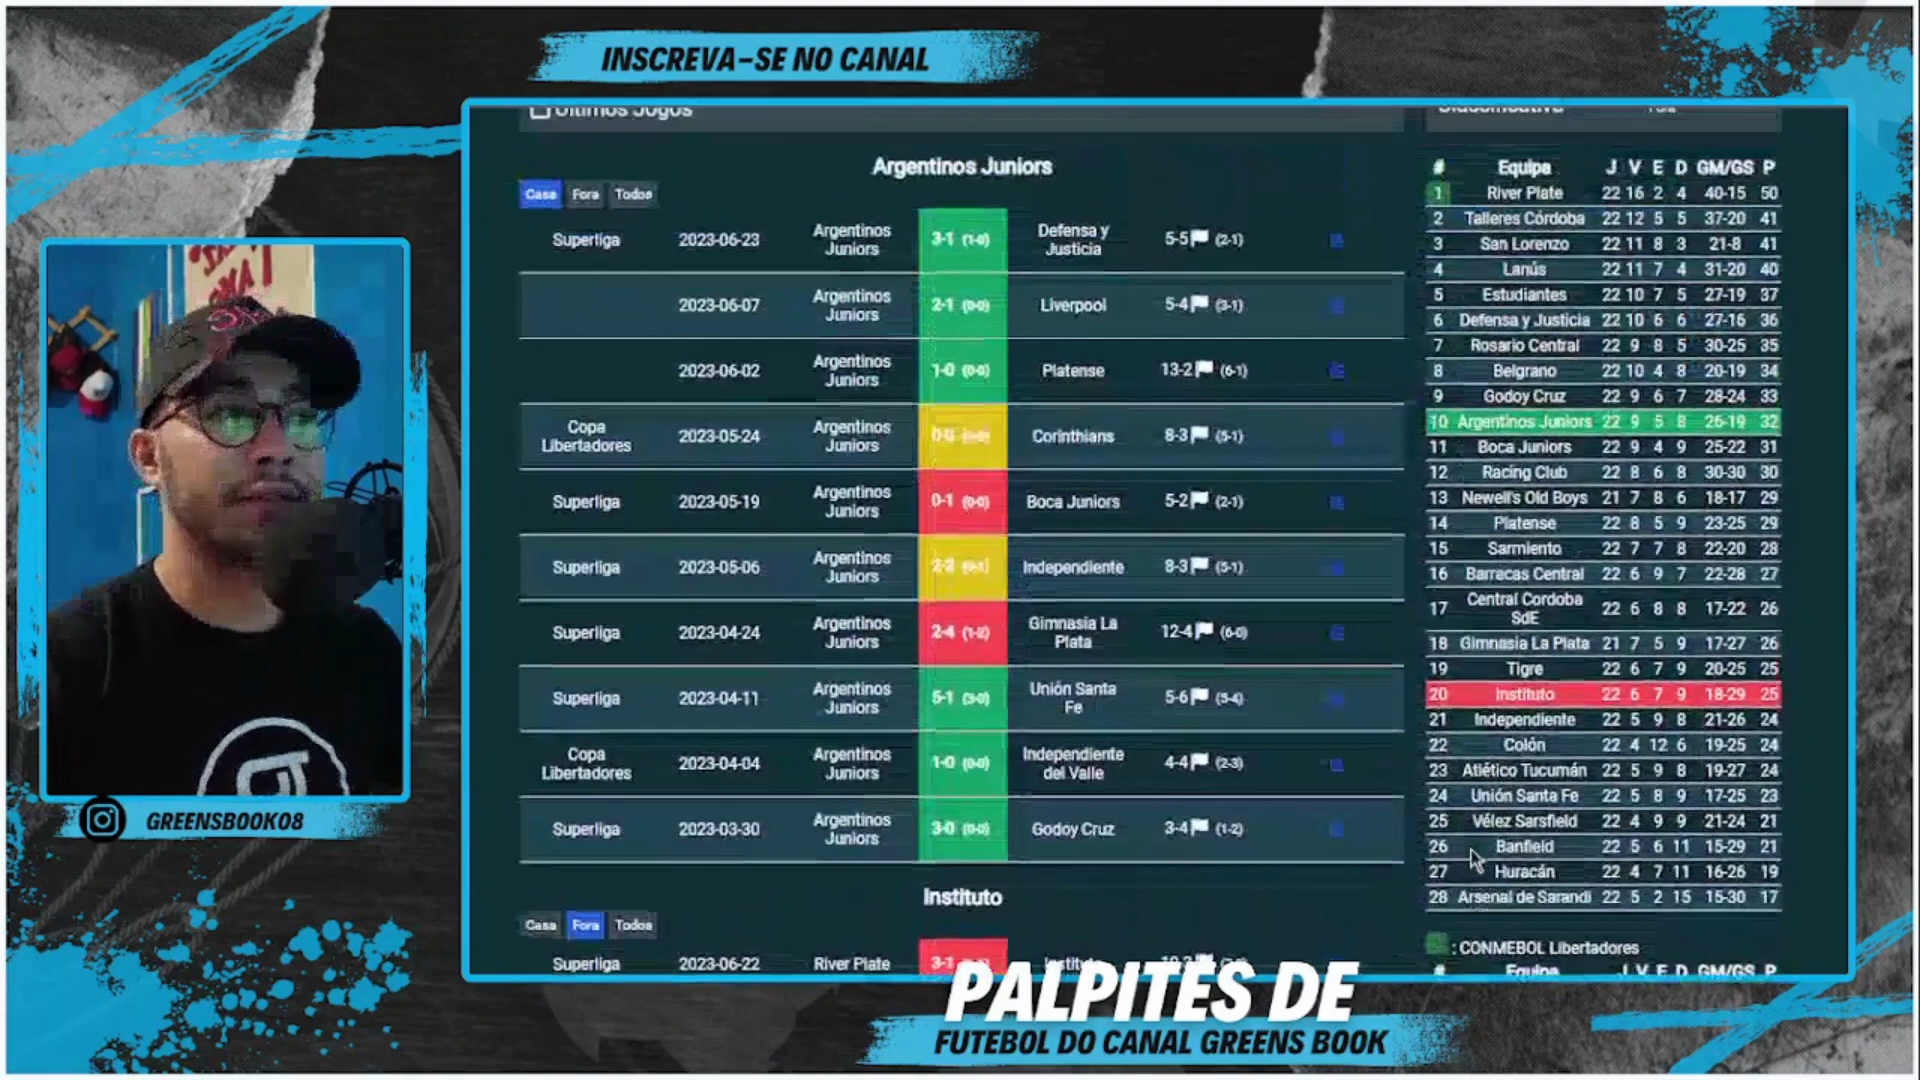 INSCREVA-SE NO CANAL
Últimos Jogos
Argentinos Juniors
Casa Fora Todos
Superliga 2023-06-23 Argentinos Juniors 3-1 (1-0) Defensa y Justicia 5-5 (2-1)
2023-06-07 Argentinos Juniors 2-1 (0-0) Liverpool 5-4 (3-1)
2023-06-02 Argentinos Juniors 1-0 (0-0) Platense 13-2 (6-1)
Copa Libertadores 2023-05-24 Argentinos Juniors 0-0 Corinthians 8-3 (5-1)
Superliga 2023-05-19 Argentinos Juniors 0-1 (0-0) Boca Juniors 5-2 (2-1)
Superliga 2023-05-06 Argentinos Juniors 2-2 Independiente 8-3 (5-1)
Superliga 2023-04-24 Argentinos Juniors 2-4 (1-2) Gimnasia La Plata 12-4 (6-0)
Superliga 2023-04-11 Argentinos Juniors 5-1 (3-0) Unión Santa Fe 5-6 (3-4)
Copa Libertadores 2023-04-04 Argentinos Juniors 1-0 (0-0) Independiente del Valle 4-4 (2-3)
Superliga 2023-03-30 Argentinos Juniors 3-0 (0-0) Godoy Cruz 3-4 (1-2)
Instituto
Casa Fora Todos
Superliga 2023-06-22 River Plate 3-1
# Equipa J V E D GM/GS P
1 River Plate 22 16 2 4 40-15 50
2 Talleres Córdoba 22 12 5 5 37-20 41
3 San Lorenzo 22 11 8 3 21-8 41
4 Lanús 22 11 7 4 31-20 40
5 Estudiantes 22 10 7 5 27-19 37
6 Defensa y Justicia 22 10 6 6 27-16 36
7 Rosario Central 22 9 8 5 30-25 35
8 Belgrano 22 10 4 8 20-19 34
9 Godoy Cruz 22 9 6 7 28-24 33
10 Argentinos Juniors 22 9 5 8 26-19 32
11 Boca Juniors 22 9 4 9 25-22 31
12 Racing Club 22 8 6 8 30-30 30
13 Newell's Old Boys 21 7 8 6 18-17 29
14 Platense 22 8 5 9 23-25 29
15 Sarmiento 22 7 7 8 22-20 28
16 Barracas Central 22 6 9 7 22-28 27
17 Central Cordoba SdE 22 6 8 8 17-22 26
18 Gimnasia La Plata 21 7 5 9 17-27 26
19 Tigre 22 6 7 9 20-25 25
20 Instituto 22 6 7 9 18-29 25
21 Independiente 22 5 9 8 21-26 24
22 Colón 22 4 12 6 19-25 24
23 Atlético Tucumán 22 5 9 8 19-27 24
24 Unión Santa Fe 22 5 8 9 17-25 23
25 Vélez Sarsfield 22 4 9 9 21-24 21
26 Banfield 22 5 6 11 15-29 21
27 Huracán 22 4 7 11 16-26 19
28 Arsenal de Sarandi 22 5 2 15 15-30 17
: CONMEBOL Libertadores
# Equipa J V E D GM/GS P
GREENSBOOK08
PALPITES DE
FUTEBOL DO CANAL GREENS BOOK